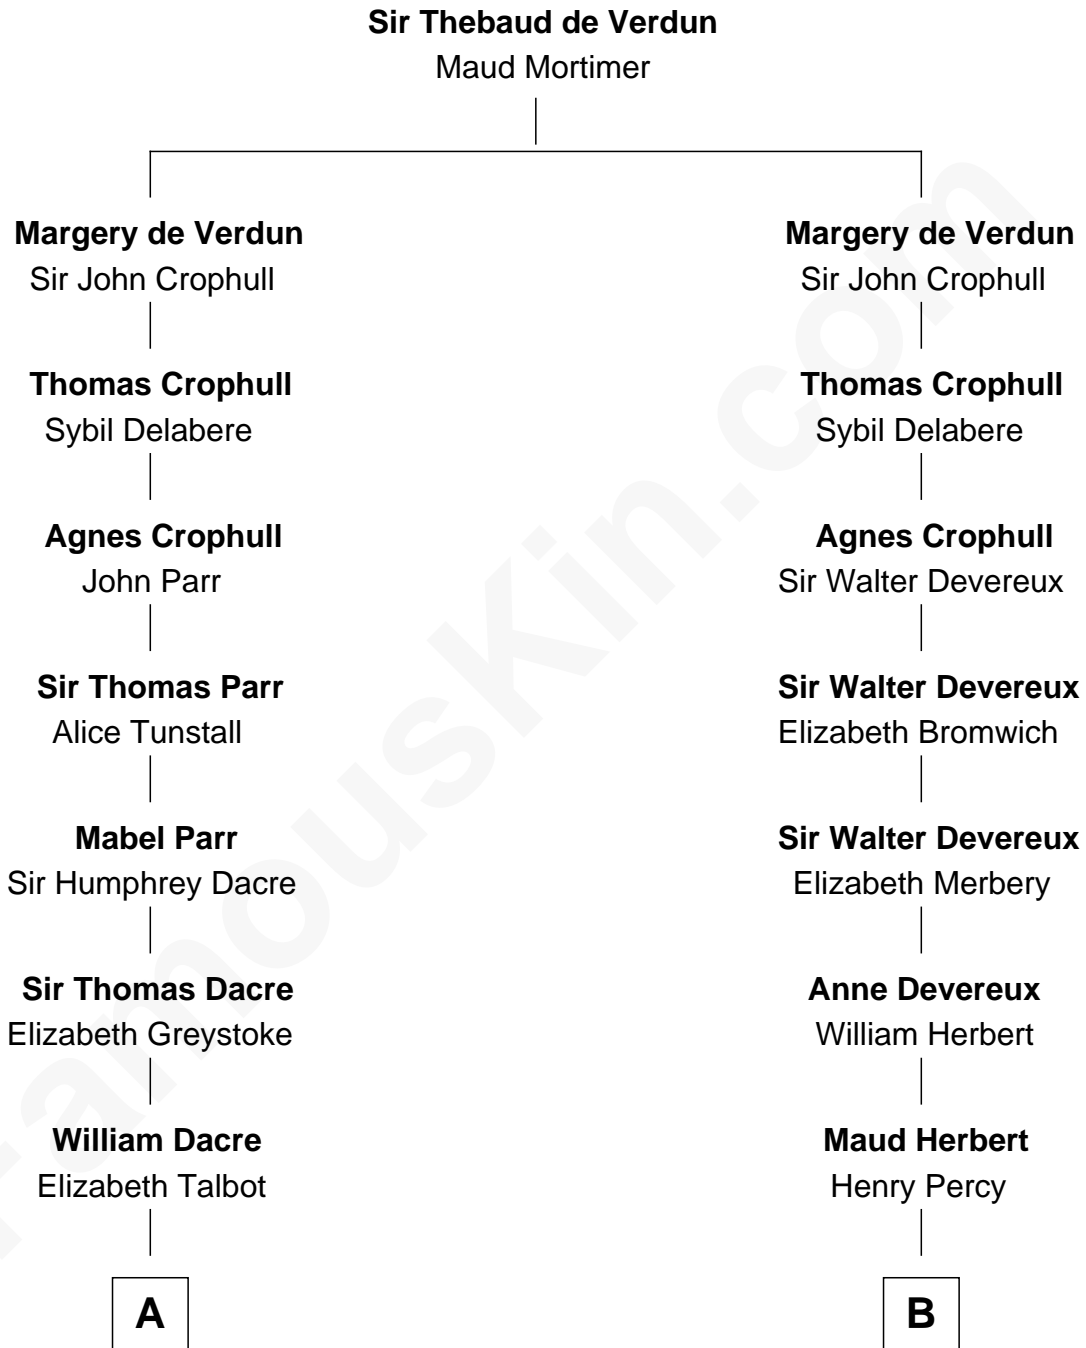 Sir Thebaud de Verdun
Maud Mortimer
Margery de Verdun
Sir John Crophull
Thomas Crophull
Sybil Delabere
Agnes Crophull
John Parr
Sir Thomas Parr
Alice Tunstall
Mabel Parr
Sir Humphrey Dacre
Sir Thomas Dacre
Elizabeth Greystoke
William Dacre
Elizabeth Talbot
A
Margery de Verdun
Sir John Crophull
Thomas Crophull
Sybil Delabere
Agnes Crophull
Sir Walter Devereux
Sir Walter Devereux
Elizabeth Bromwich
Sir Walter Devereux
Elizabeth Merbery
Anne Devereux
William Herbert
Maud Herbert
Henry Percy
B
FamousKin.com